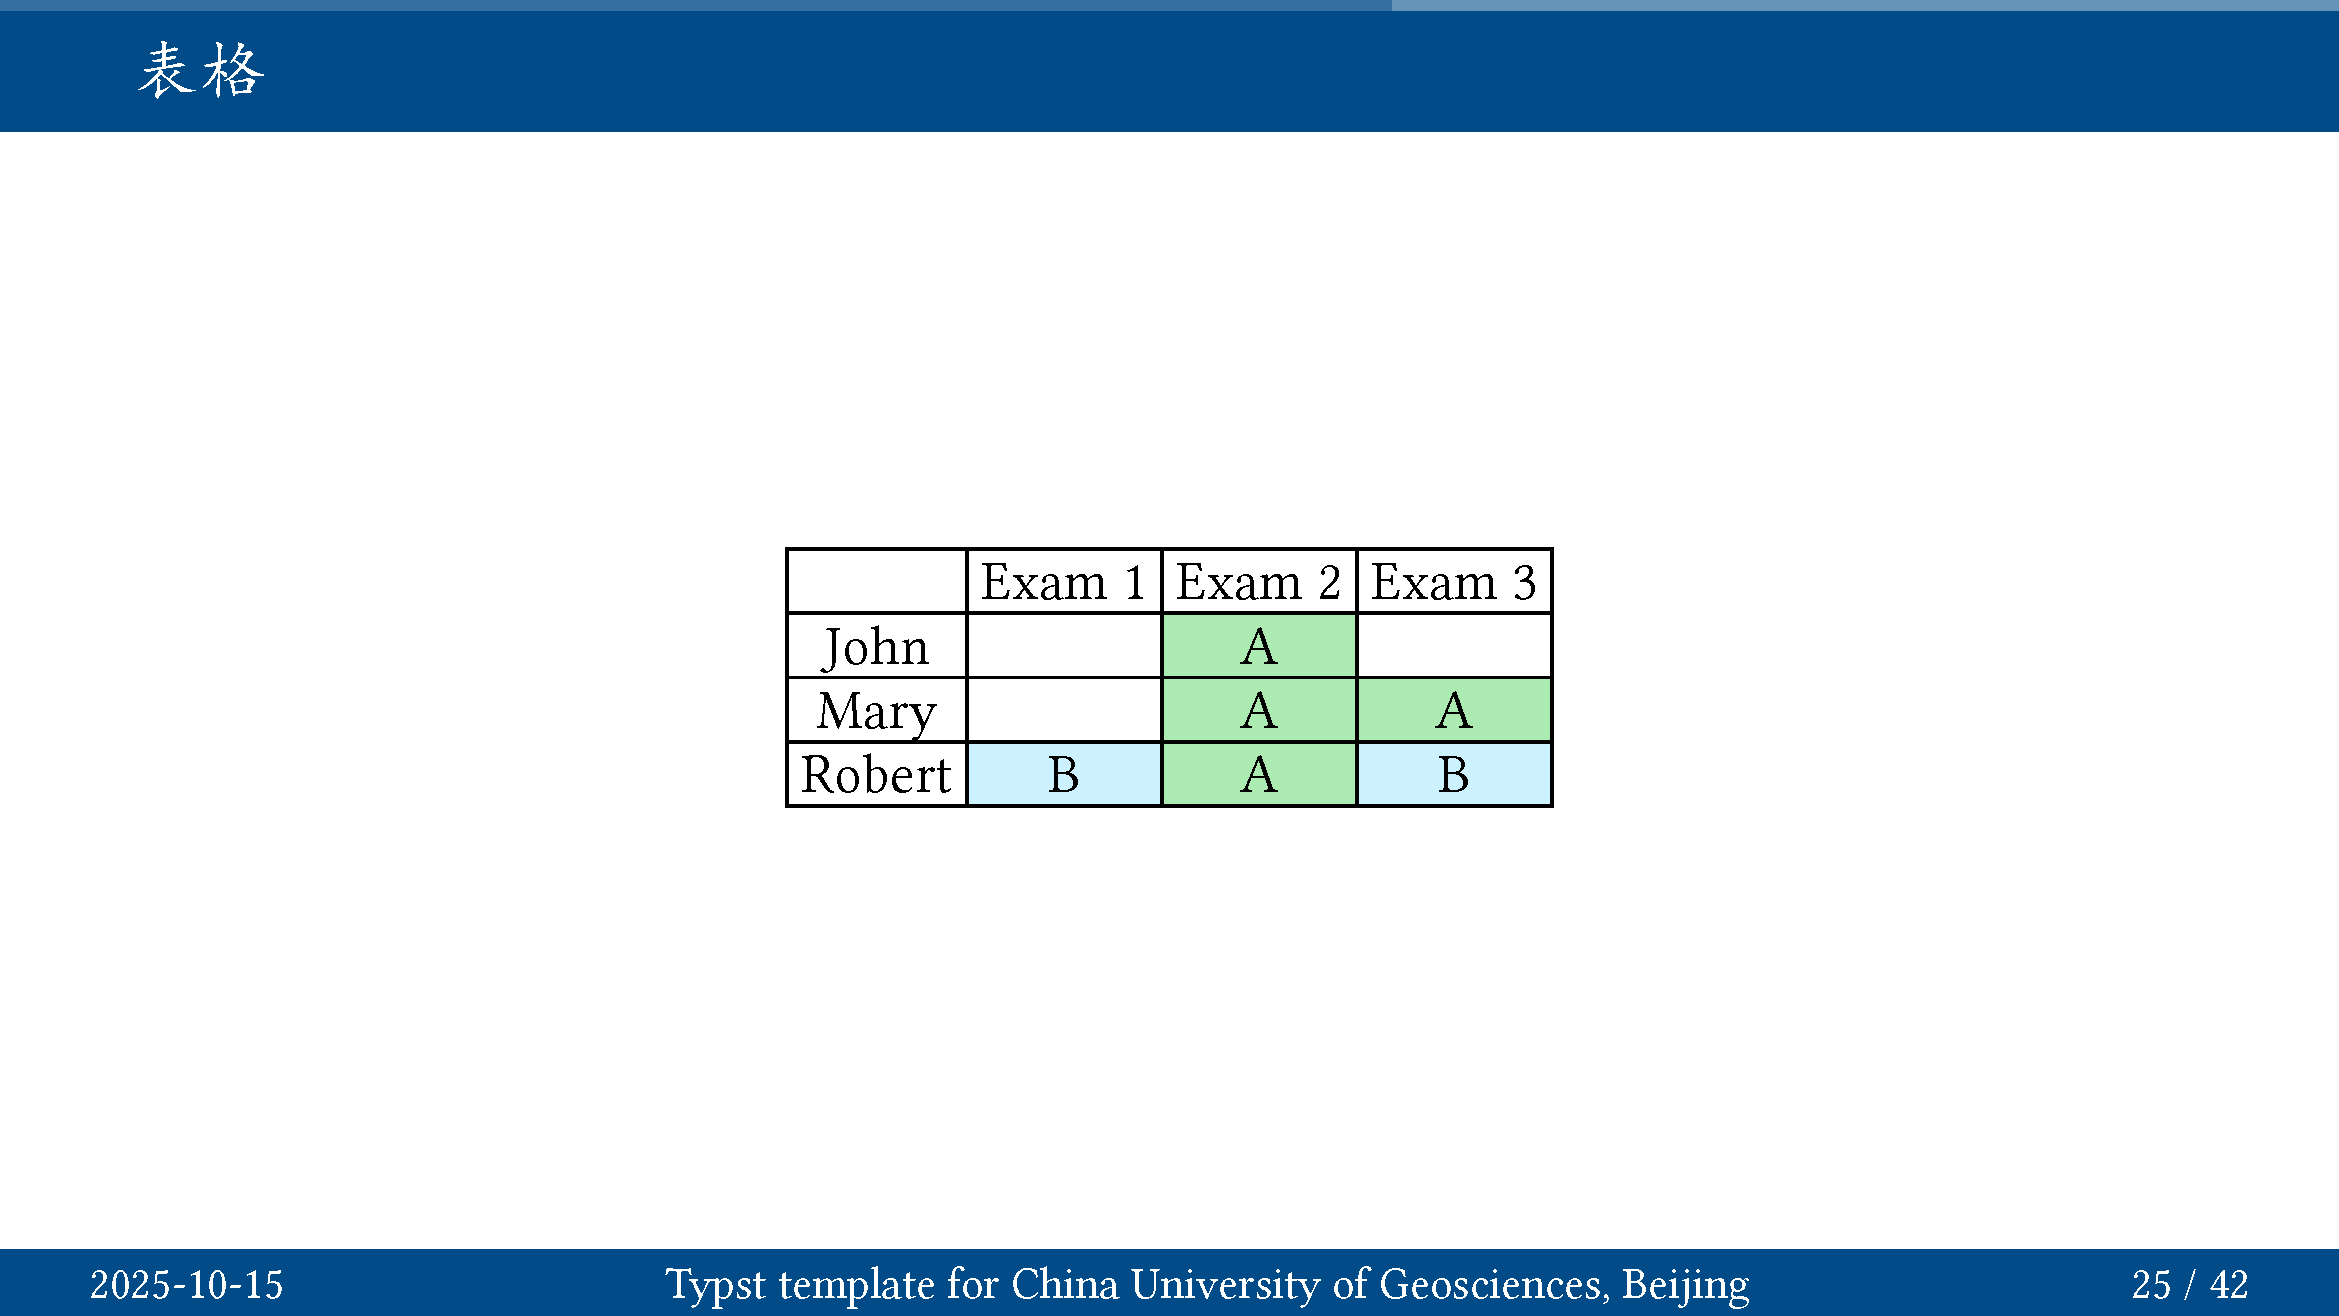 表格
Exam 1 Exam 2 Exam 3
John A
Mary A A
Robert B A B
2025-10-15 Typst template for China University of Geosciences, Beijing 25 / 42